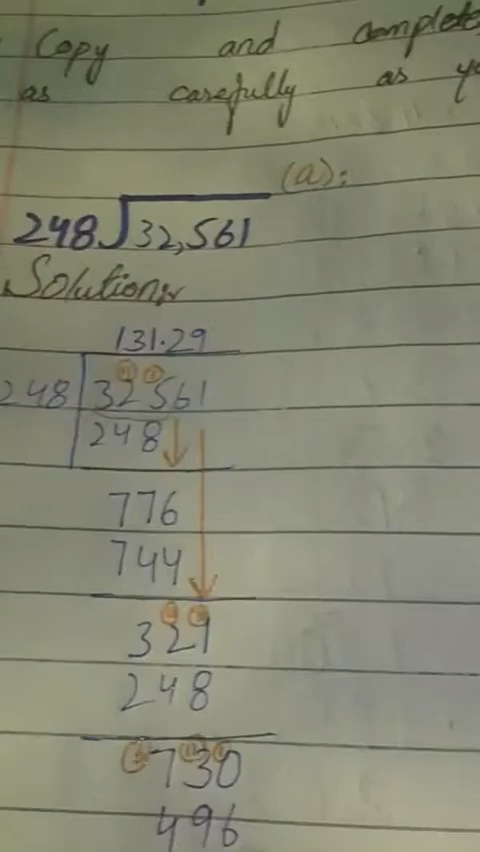 Copy and complete
as carefully as
(a):
248 32,561
Solution:
131.29
248 32561
248
776
744
329
248
730
496